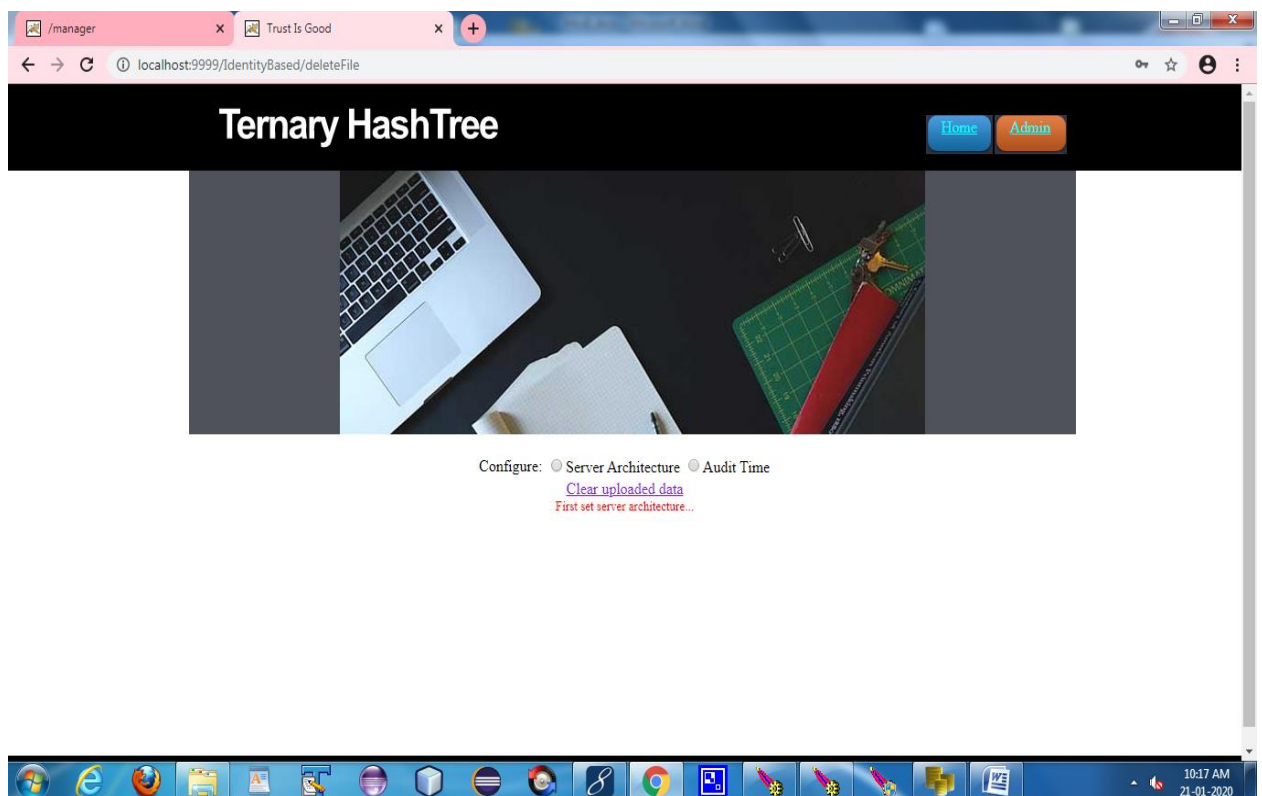 /manager
Trust Is Good
localhost:9999/IdentityBased/deleteFile
Ternary HashTree
Home
Admin
Configure: Server Architecture Audit Time
Clear uploaded data
First set server architecture...
10:17 AM
21-01-2020